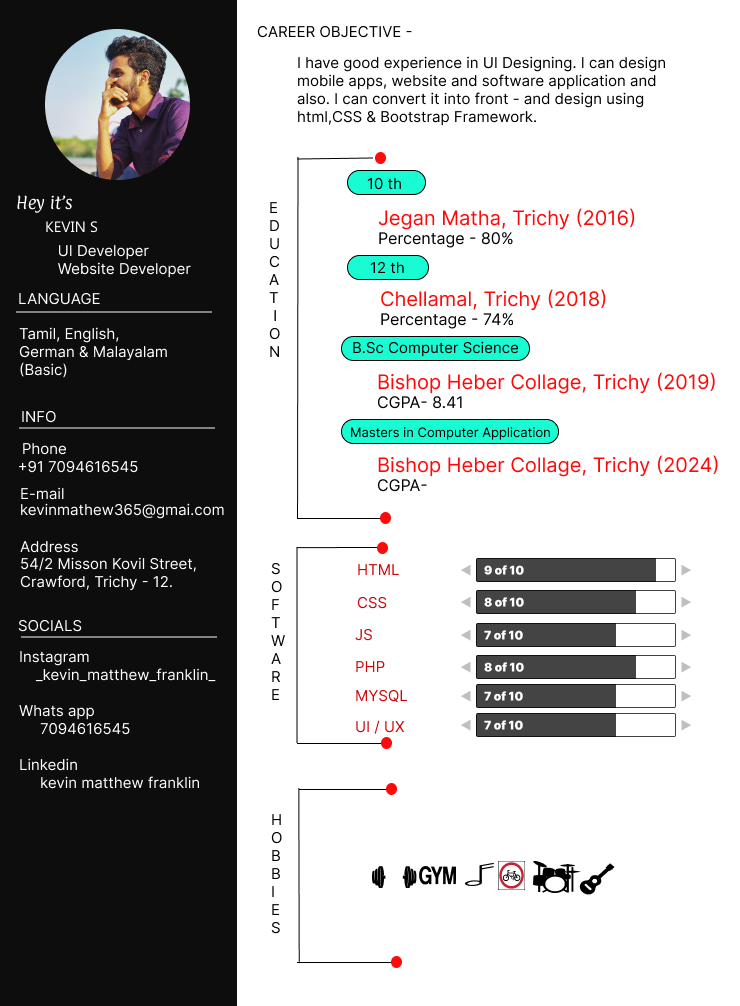 Hey it's
KEVIN S
UI Developer
Website Developer
LANGUAGE
Tamil, English,
German & Malayalam
(Basic)
INFO
Phone
+91 7094616545
E-mail
kevinmathew365@gmai.com
Address
54/2 Misson Kovil Street,
Crawford, Trichy - 12.
SOCIALS
Instagram
_kevin_matthew_franklin_
Whats app
7094616545
Linkedin
kevin matthew franklin
CAREER OBJECTIVE -
I have good experience in UI Designing. I can design
mobile apps, website and software application and
also. I can convert it into front - and design using
html,CSS & Bootstrap Framework.
EDUCATION
10 th
Jegan Matha, Trichy (2016)
Percentage - 80%
12 th
Chellamal, Trichy (2018)
Percentage - 74%
B.Sc Computer Science
Bishop Heber Collage, Trichy (2019)
CGPA- 8.41
Masters in Computer Application
Bishop Heber Collage, Trichy (2024)
CGPA-
SOFTWARE
HTML 9 of 10
CSS 8 of 10
JS 7 of 10
PHP 8 of 10
MYSQL 7 of 10
UI / UX 7 of 10
HOBBIES
GYM